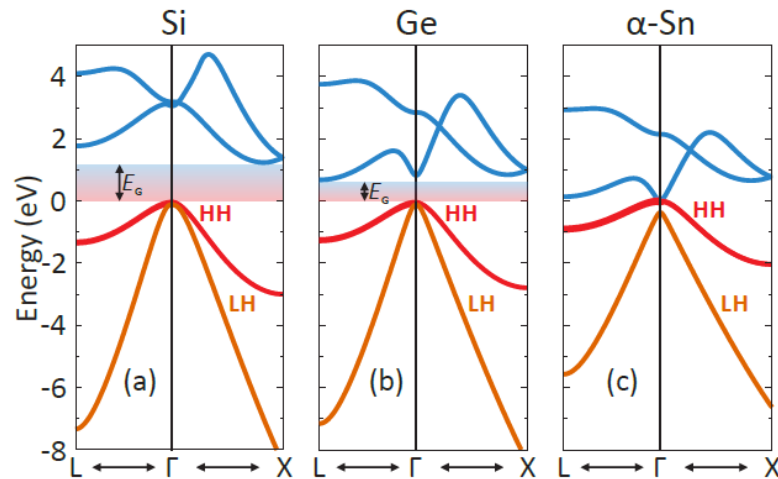 Si Ge α-Sn
Energy (eV)
4
2
0
-2
-4
-6
-8
E_G
HH
LH
(a)
E_G
HH
LH
(b)
HH
LH
(c)
L Γ X L Γ X L Γ X